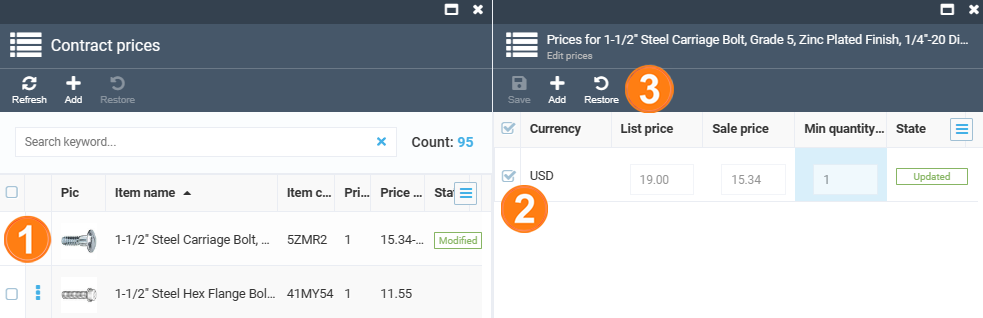 Contract prices
Refresh Add Restore
Search keyword... Count: 95
Pic Item name Item c... Pri... Price ... Stat
1 1-1/2" Steel Carriage Bolt, ... 5ZMR2 1 15.34-... Modified
1-1/2" Steel Hex Flange Bol... 41MY54 1 11.55
Prices for 1-1/2" Steel Carriage Bolt, Grade 5, Zinc Plated Finish, 1/4"-20 Di...
Edit prices
Save Add Restore 3
Currency List price Sale price Min quantity... State
USD 19.00 15.34 1 Updated
2